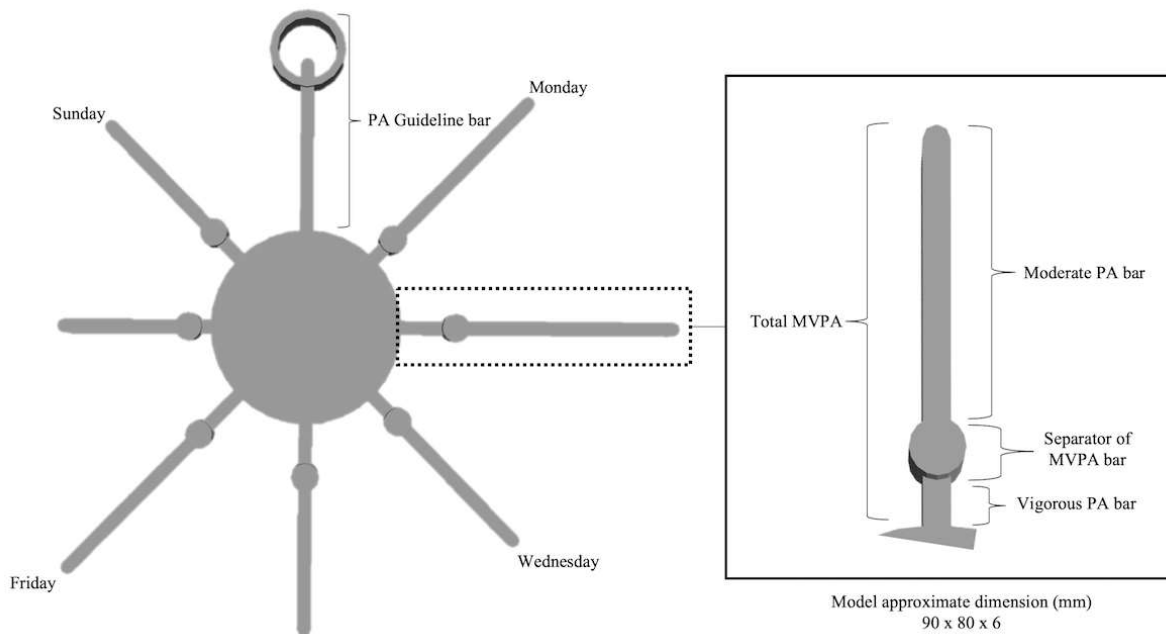 Monday
Sunday
PA Guideline bar
Moderate PA bar
Total MVPA
Separator of
MVPA bar
Vigorous PA bar
Wednesday
Friday
Model approximate dimension (mm)
90 x 80 x 6